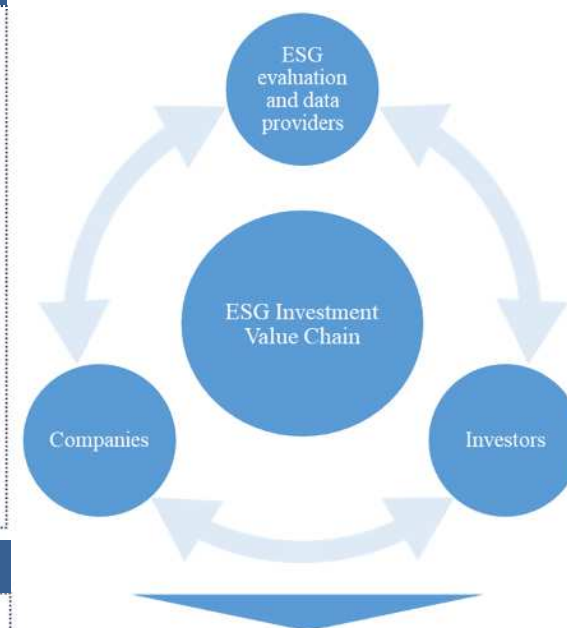 ESG
evaluation
and data
providers
ESG Investment
Value Chain
Companies
Investors